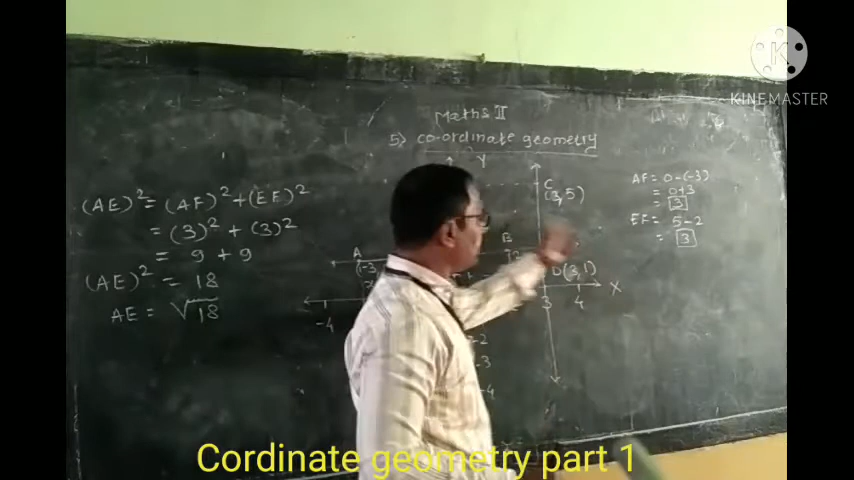 KINEMASTER
Maths II
5) co-ordinate geometry
Y
C
(3,5)
AF = 0-(-3)
= 0+3
= 3
EF = 5-2
= 3
(AE)² = (AF)² + (EF)²
= (3)² + (3)²
= 9 + 9
(AE)² = 18
AE = √18
A
(-3
D(3,1)
X
-4
3
4
-2
-3
-4
Cordinate geometry part 1